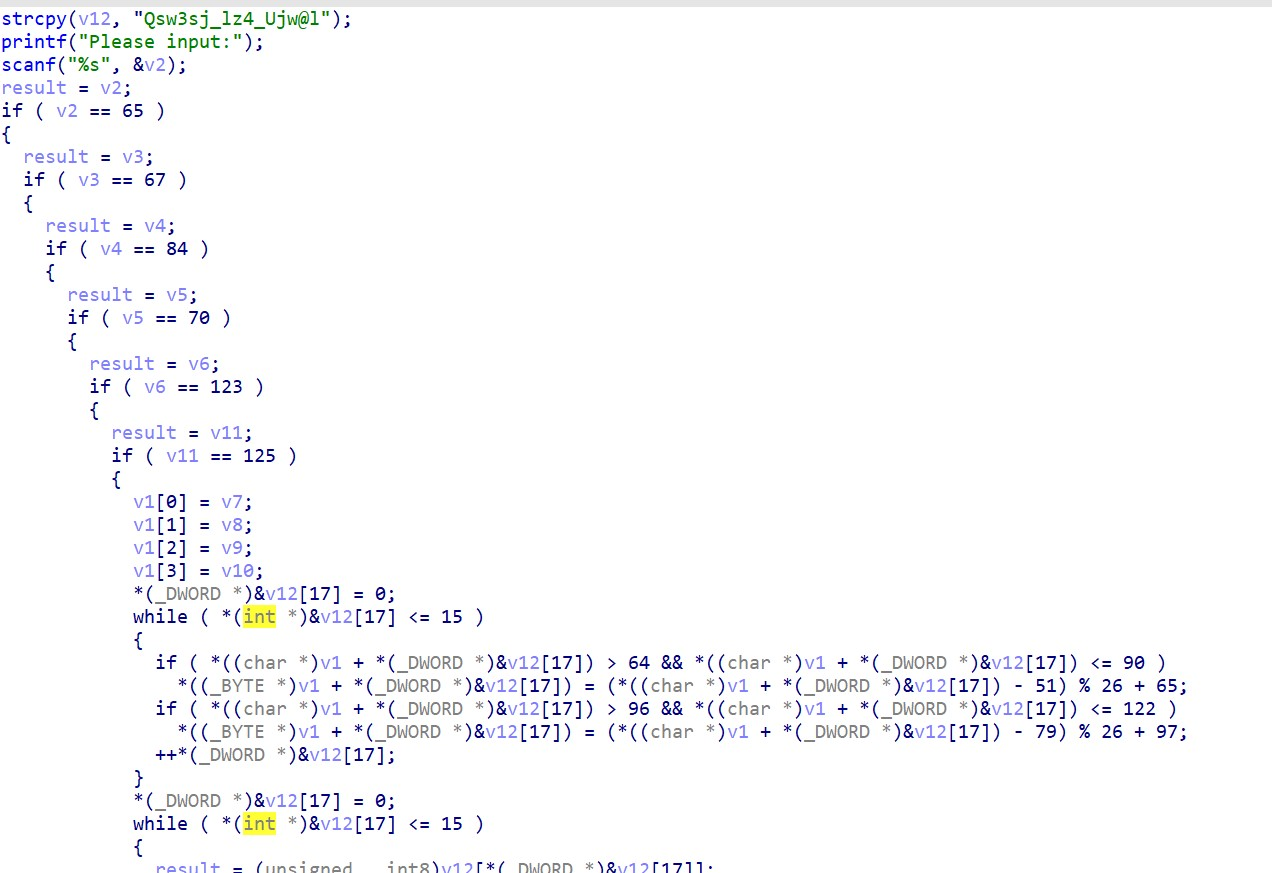 strcpy(v12, "Qsw3sj_lz4_Ujw@l");
printf("Please input:");
scanf("%s", &v2);
result = v2;
if ( v2 == 65 )
{
result = v3;
if ( v3 == 67 )
{
result = v4;
if ( v4 == 84 )
{
result = v5;
if ( v5 == 70 )
{
result = v6;
if ( v6 == 123 )
{
result = v11;
if ( v11 == 125 )
{
v1[0] = v7;
v1[1] = v8;
v1[2] = v9;
v1[3] = v10;
*(_DWORD *)&v12[17] = 0;
while ( *(int *)&v12[17] <= 15 )
{
if ( *((char *)v1 + *(_DWORD *)&v12[17]) > 64 && *((char *)v1 + *(_DWORD *)&v12[17]) <= 90 )
*((_BYTE *)v1 + *(_DWORD *)&v12[17]) = (*((char *)v1 + *(_DWORD *)&v12[17]) - 51) % 26 + 65;
if ( *((char *)v1 + *(_DWORD *)&v12[17]) > 96 && *((char *)v1 + *(_DWORD *)&v12[17]) <= 122 )
*((_BYTE *)v1 + *(_DWORD *)&v12[17]) = (*((char *)v1 + *(_DWORD *)&v12[17]) - 79) % 26 + 97;
++*(_DWORD *)&v12[17];
}
*(_DWORD *)&v12[17] = 0;
while ( *(int *)&v12[17] <= 15 )
{
result = (unsigned __int8)v12[*(_DWORD *)&v12[17]];